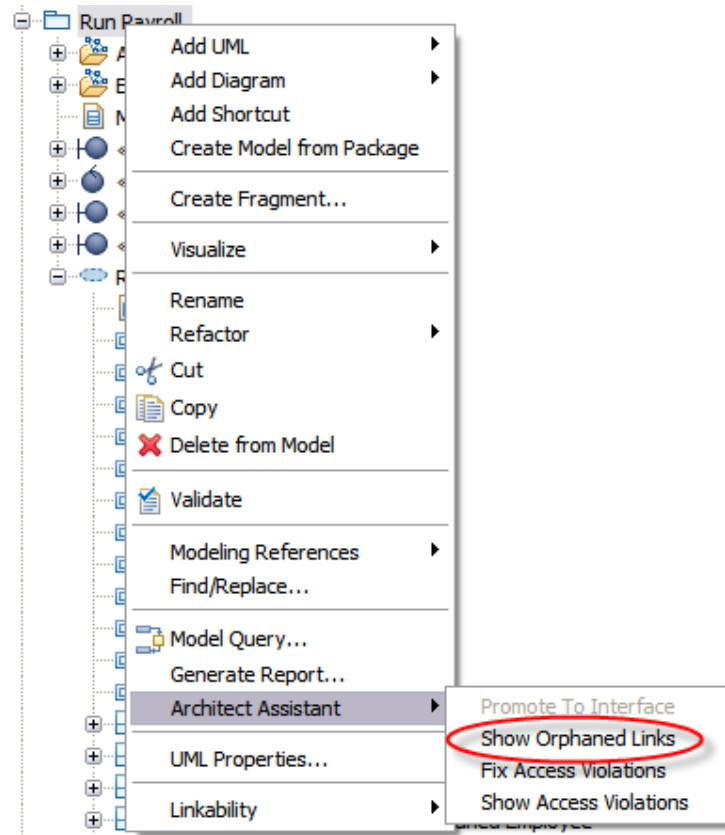 Run Payroll
Add UML
Add Diagram
Add Shortcut
Create Model from Package
Create Fragment...
Visualize
Rename
Refactor
Cut
Copy
Delete from Model
Validate
Modeling References
Find/Replace...
Model Query...
Generate Report...
Architect Assistant
Promote To Interface
Show Orphaned Links
UML Properties...
Fix Access Violations
Show Access Violations
Linkability
Employee